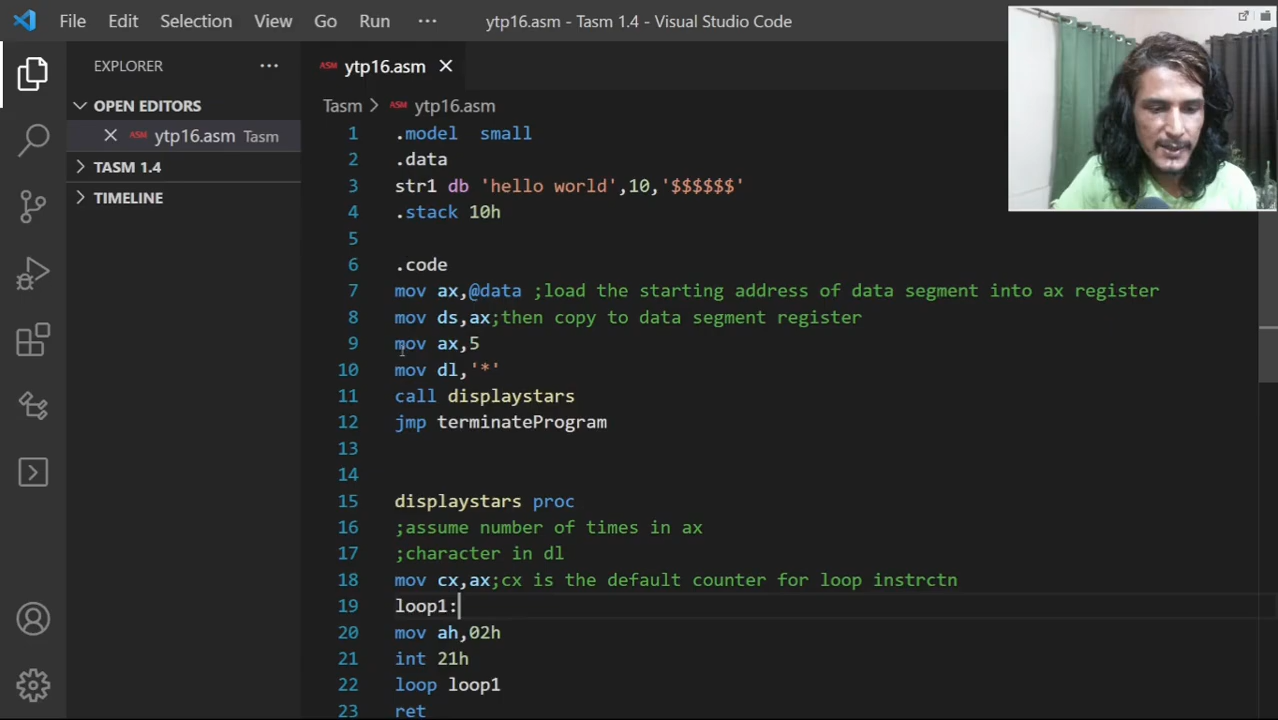 File Edit Selection View Go Run ··· ytp16.asm - Tasm 1.4 - Visual Studio Code
EXPLORER ···
OPEN EDITORS
ASM ytp16.asm Tasm
TASM 1.4
TIMELINE
ASM ytp16.asm
Tasm > ASM ytp16.asm
1 .model  small
2 .data
3 str1 db 'hello world',10,'$$$$$$'
4 .stack 10h
5
6 .code
7 mov ax,@data ;load the starting address of data segment into ax register
8 mov ds,ax;then copy to data segment register
9 mov ax,5
10 mov dl,'*'
11 call displaystars
12 jmp terminateProgram
13
14
15 displaystars proc
16 ;assume number of times in ax
17 ;character in dl
18 mov cx,ax;cx is the default counter for loop instrctn
19 loop1:
20 mov ah,02h
21 int 21h
22 loop loop1
23 ret